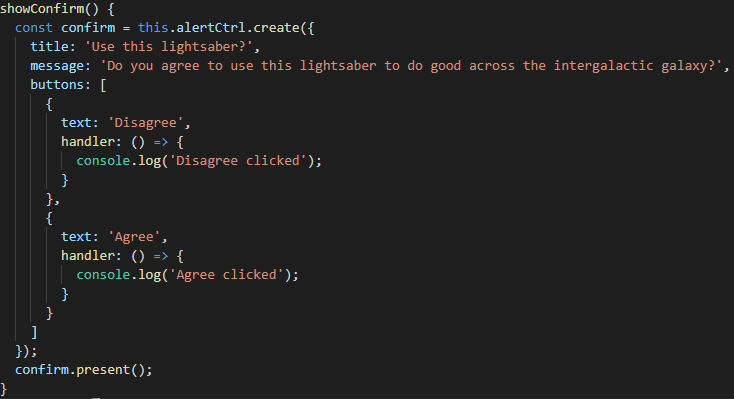 showConfirm() {
  const confirm = this.alertCtrl.create({
    title: 'Use this lightsaber?',
    message: 'Do you agree to use this lightsaber to do good across the intergalactic galaxy?',
    buttons: [
      {
        text: 'Disagree',
        handler: () => {
          console.log('Disagree clicked');
        }
      },
      {
        text: 'Agree',
        handler: () => {
          console.log('Agree clicked');
        }
      }
    ]
  });
  confirm.present();
}